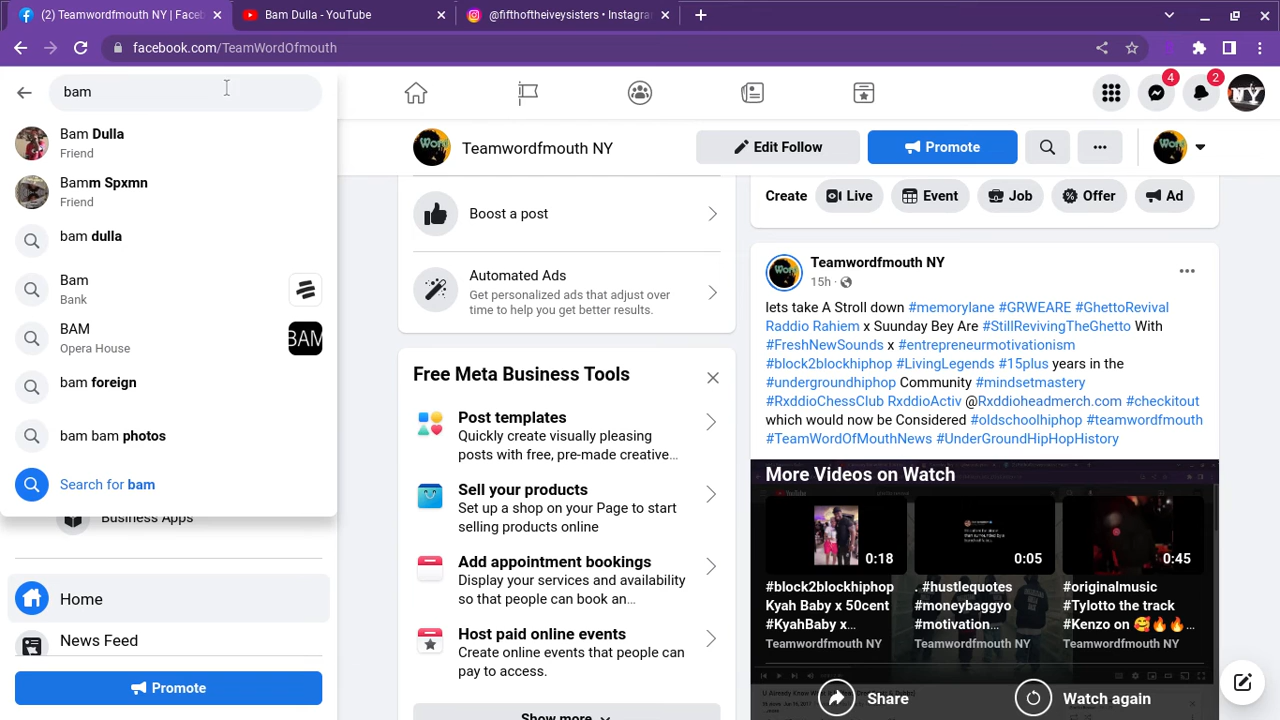 (2) TeamWordfmouth NY | Faceb
Bam Dulla - YouTube
@fifthoftheiveysisters • Instagra
facebook.com/TeamWordOfmouth
bam
Bam Dulla
Friend
Bamm Spxmn
Friend
bam dulla
Bam
Bank
BAM
Opera House
BAM
bam foreign
bam bam photos
Search for bam
Business Apps
Home
News Feed
Promote
4
2
NY
Teamwordfmouth NY
Edit Follow
Promote
Boost a post
Automated Ads
Get personalized ads that adjust over
time to help you get better results.
Free Meta Business Tools
Post templates
Quickly create visually pleasing
posts with free, pre-made creative...
Sell your products
Set up a shop on your Page to start
selling products online
Add appointment bookings
Display your services and availability
so that people can book an...
Host paid online events
Create online events that people can
pay to access.
Show more
Create
Live
Event
Job
Offer
Ad
Teamwordfmouth NY
15h ·
lets take A Stroll down #memorylane #GRWEARE #GhettoRevival
Raddio Rahiem x Suunday Bey Are #StillRevivingTheGhetto With
#FreshNewSounds x #entrepreneurmotivationism
#block2blockhiphop #LivingLegends #15plus years in the
#undergroundhiphop Community #mindsetmastery
#RxddioChessClub RxddioActiv @Rxddioheadmerch.com #checkitout
which would now be Considered #oldschoolhiphop #teamwordfmouth
#TeamWordOfMouthNews #UnderGroundHipHopHistory
More Videos on Watch
0:18
0:05
0:45
#block2blockhiphop
Kyah Baby x 50cent
#KyahBaby x...
Teamwordfmouth NY
. #hustlequotes
#moneybaggyo
#motivation...
Teamwordfmouth NY
#originalmusic
#Tylotto to the track
#Kenzo on 🥰🔥🔥...
Teamwordfmouth NY
Share
Watch again